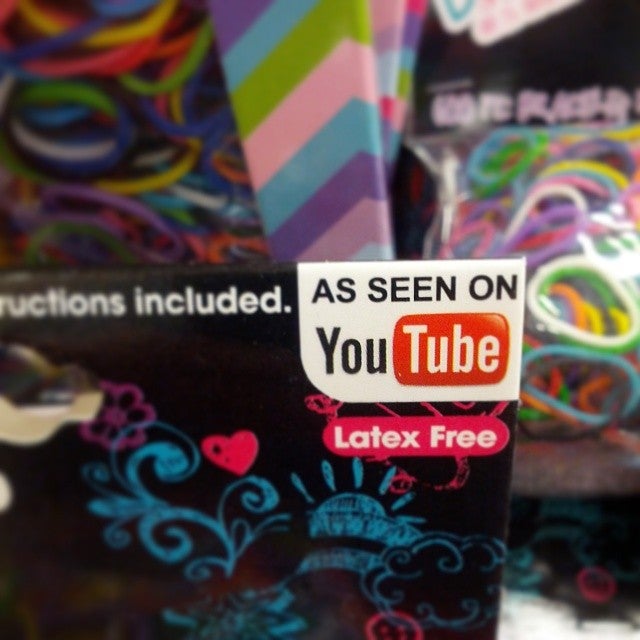 ructions included.
AS SEEN ON
YouTube
Latex Free